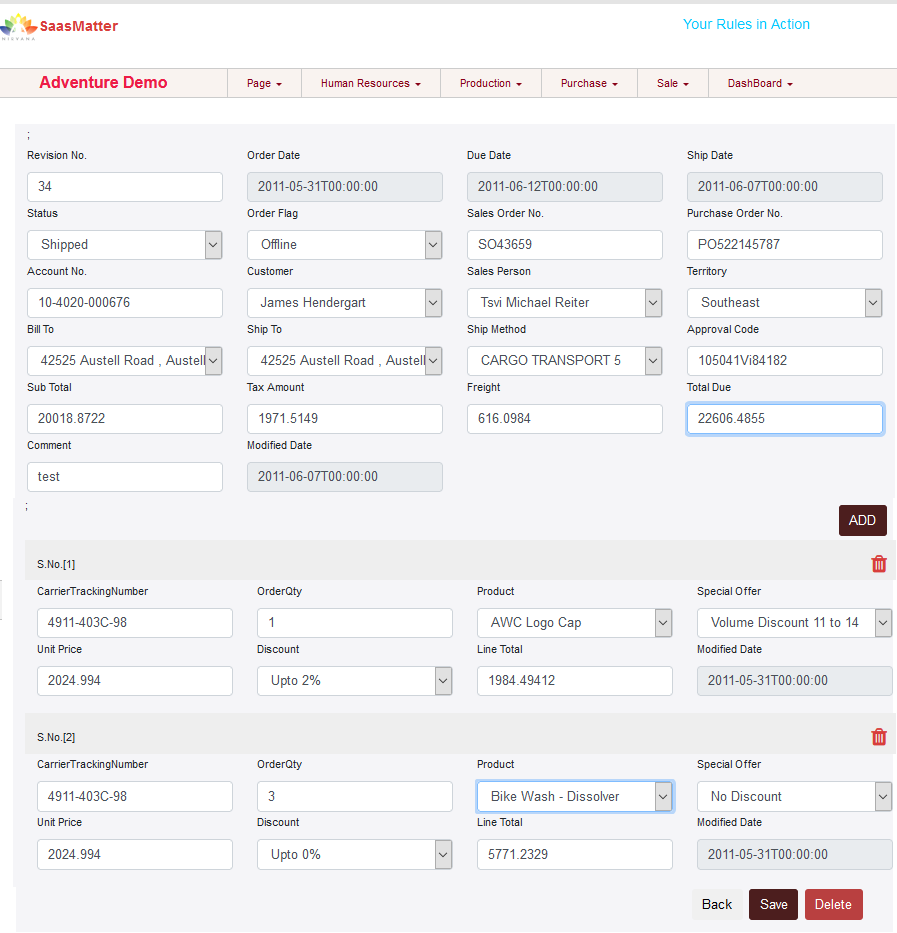 SaasMatter
NIRVANA
Your Rules in Action
Adventure Demo Page Human Resources Production Purchase Sale DashBoard
;
Revision No. Order Date Due Date Ship Date
34 2011-05-31T00:00:00 2011-06-12T00:00:00 2011-06-07T00:00:00
Status Order Flag Sales Order No. Purchase Order No.
Shipped Offline SO43659 PO522145787
Account No. Customer Sales Person Territory
10-4020-000676 James Hendergart Tsvi Michael Reiter Southeast
Bill To Ship To Ship Method Approval Code
42525 Austell Road , Austell 42525 Austell Road , Austell CARGO TRANSPORT 5 105041Vi84182
Sub Total Tax Amount Freight Total Due
20018.8722 1971.5149 616.0984 22606.4855
Comment Modified Date
test 2011-06-07T00:00:00
;
ADD
S.No.[1]
CarrierTrackingNumber OrderQty Product Special Offer
4911-403C-98 1 AWC Logo Cap Volume Discount 11 to 14
Unit Price Discount Line Total Modified Date
2024.994 Upto 2% 1984.49412 2011-05-31T00:00:00
S.No.[2]
CarrierTrackingNumber OrderQty Product Special Offer
4911-403C-98 3 Bike Wash - Dissolver No Discount
Unit Price Discount Line Total Modified Date
2024.994 Upto 0% 5771.2329 2011-05-31T00:00:00
Back Save Delete